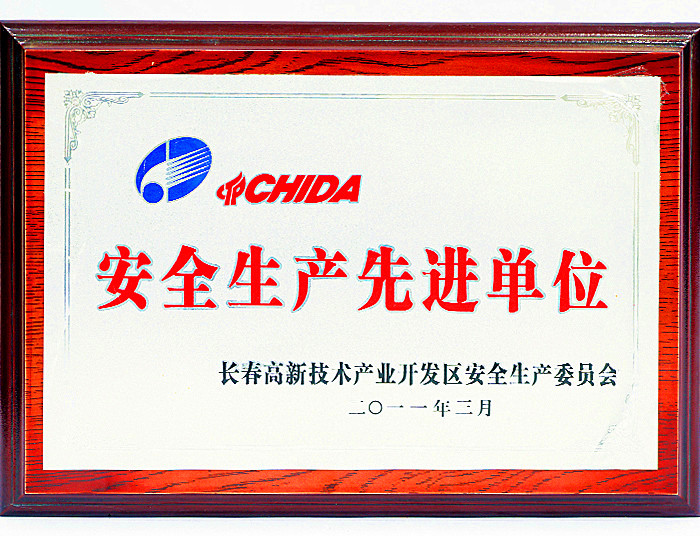 CHIDA
安全生产先进单位
长春高新技术产业开发区安全生产委员会
二〇一一年三月